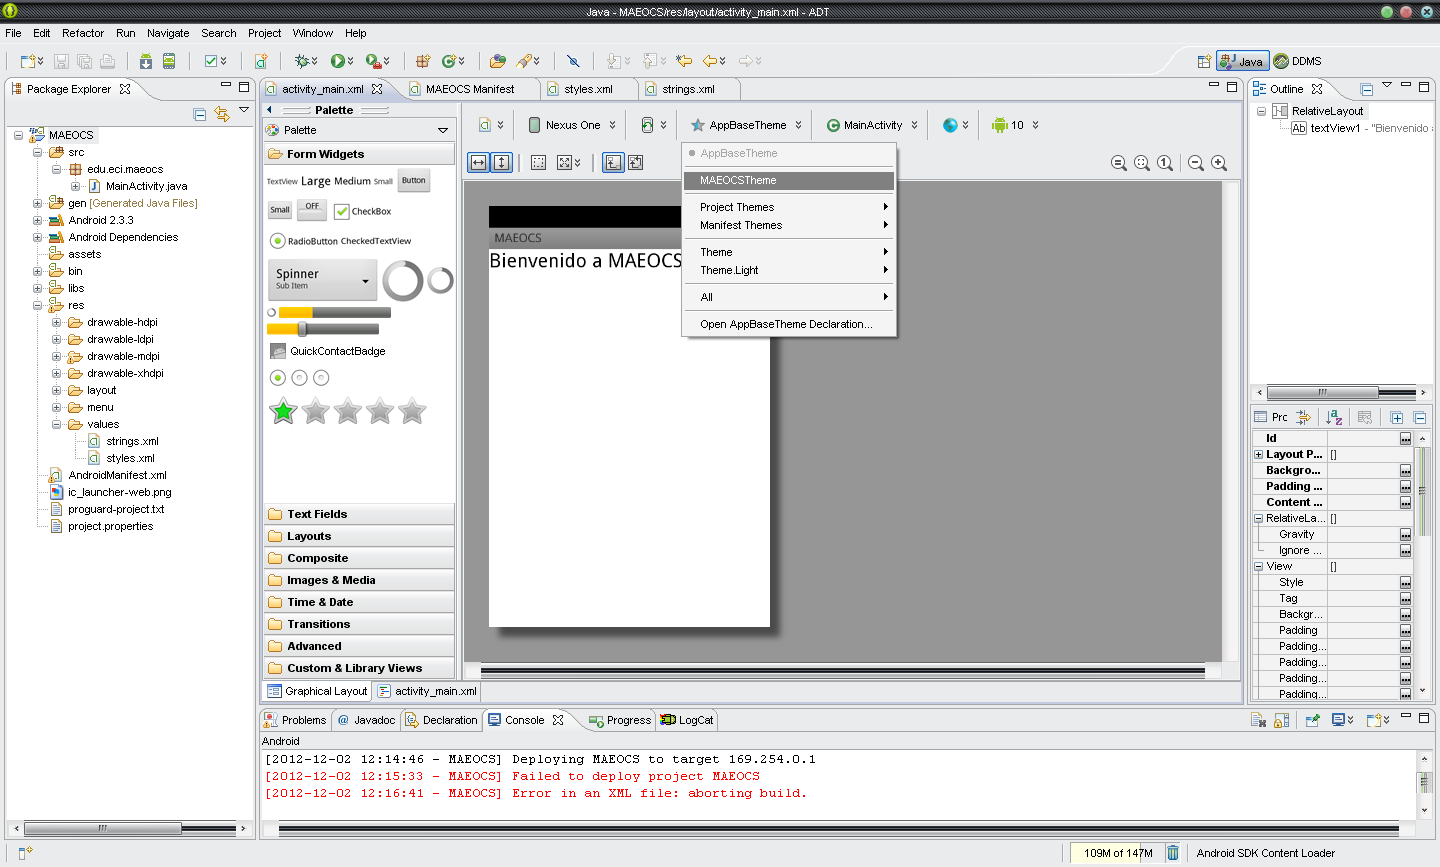 Java - MAEOCS/res/layout/activity_main.xml - ADT
File Edit Refactor Run Navigate Search Project Window Help
Java DDMS
Package Explorer
MAEOCS
src
edu.eci.maeocs
MainActivity.java
gen [Generated Java Files]
Android 2.3.3
Android Dependencies
assets
bin
libs
res
drawable-hdpi
drawable-ldpi
drawable-mdpi
drawable-xhdpi
layout
menu
values
strings.xml
styles.xml
AndroidManifest.xml
ic_launcher-web.png
proguard-project.txt
project.properties
activity_main.xml MAEOCS Manifest styles.xml strings.xml
Palette
Palette
Form Widgets
TextView Large Medium Small Button
Small OFF CheckBox
RadioButton CheckedTextView
Spinner
Sub Item
QuickContactBadge
Text Fields
Layouts
Composite
Images & Media
Time & Date
Transitions
Advanced
Custom & Library Views
Graphical Layout activity_main.xml
Nexus One AppBaseTheme MainActivity 10
AppBaseTheme
MAEOCSTheme
Project Themes
Manifest Themes
Theme
Theme.Light
All
Open AppBaseTheme Declaration...
MAEOCS
Bienvenido a MAEOCS
Outline
RelativeLayout
Ab textView1 - "Bienvenido a
Prc
Id
Layout P... []
Backgro...
Padding ...
Content ...
RelativeLa... []
Gravity
Ignore ...
View []
Style
Tag
Backgr...
Padding
Padding...
Padding...
Padding...
Padding...
Problems @ Javadoc Declaration Console Progress LogCat
Android
[2012-12-02 12:14:46 - MAEOCS] Deploying MAEOCS to target 169.254.0.1
[2012-12-02 12:15:33 - MAEOCS] Failed to deploy project MAEOCS
[2012-12-02 12:16:41 - MAEOCS] Error in an XML file: aborting build.
109M of 147M Android SDK Content Loader